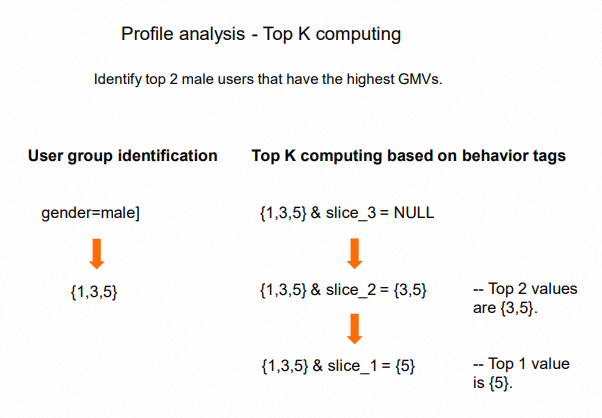 Profile analysis - Top K computing
Identify top 2 male users that have the highest GMVs.
User group identification
Top K computing based on behavior tags
gender=male]
{1,3,5} & slice_3 = NULL
{1,3,5}
{1,3,5} & slice_2 = {3,5}
-- Top 2 values
are {3,5}.
{1,3,5} & slice_1 = {5}
-- Top 1 value
is {5}.